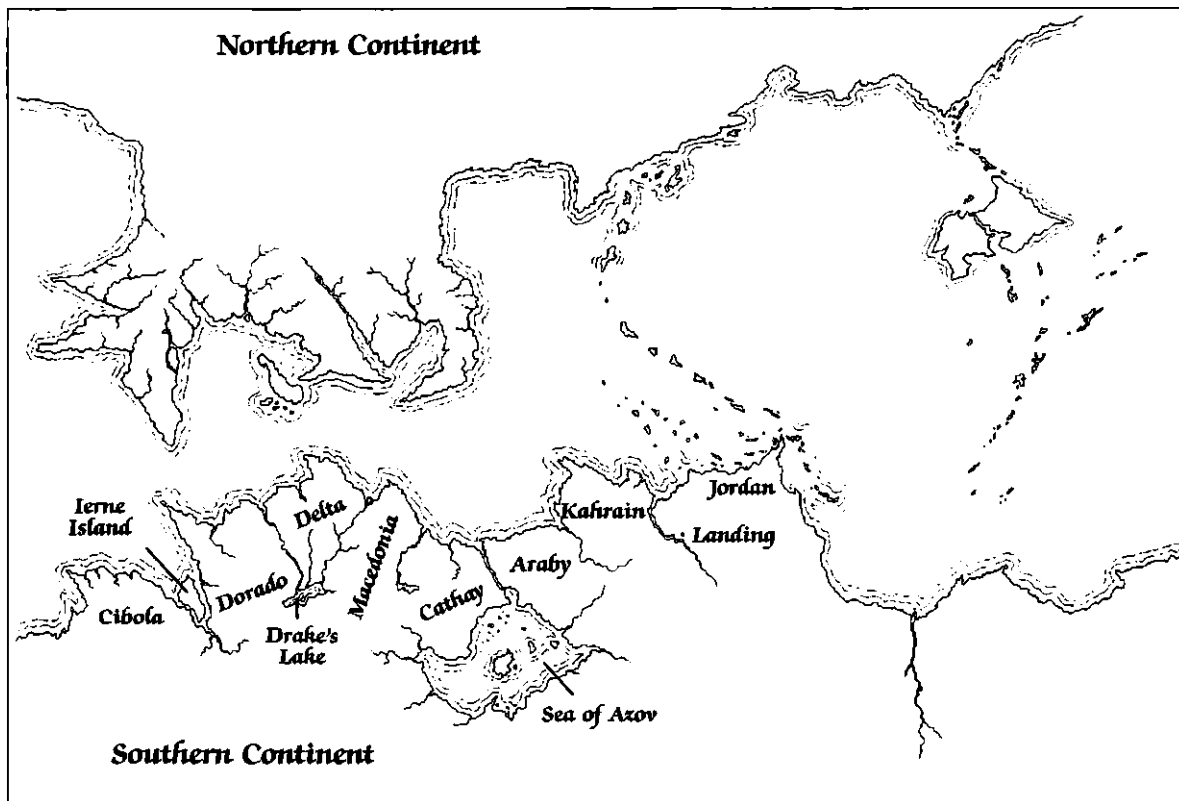 Northern Continent
Ierne
Island
Delta
Kahrain
Jordan
Landing
Macedonia
Araby
Dorado
Cathay
Cibola
Drake's
Lake
Sea of Azov
Southern Continent